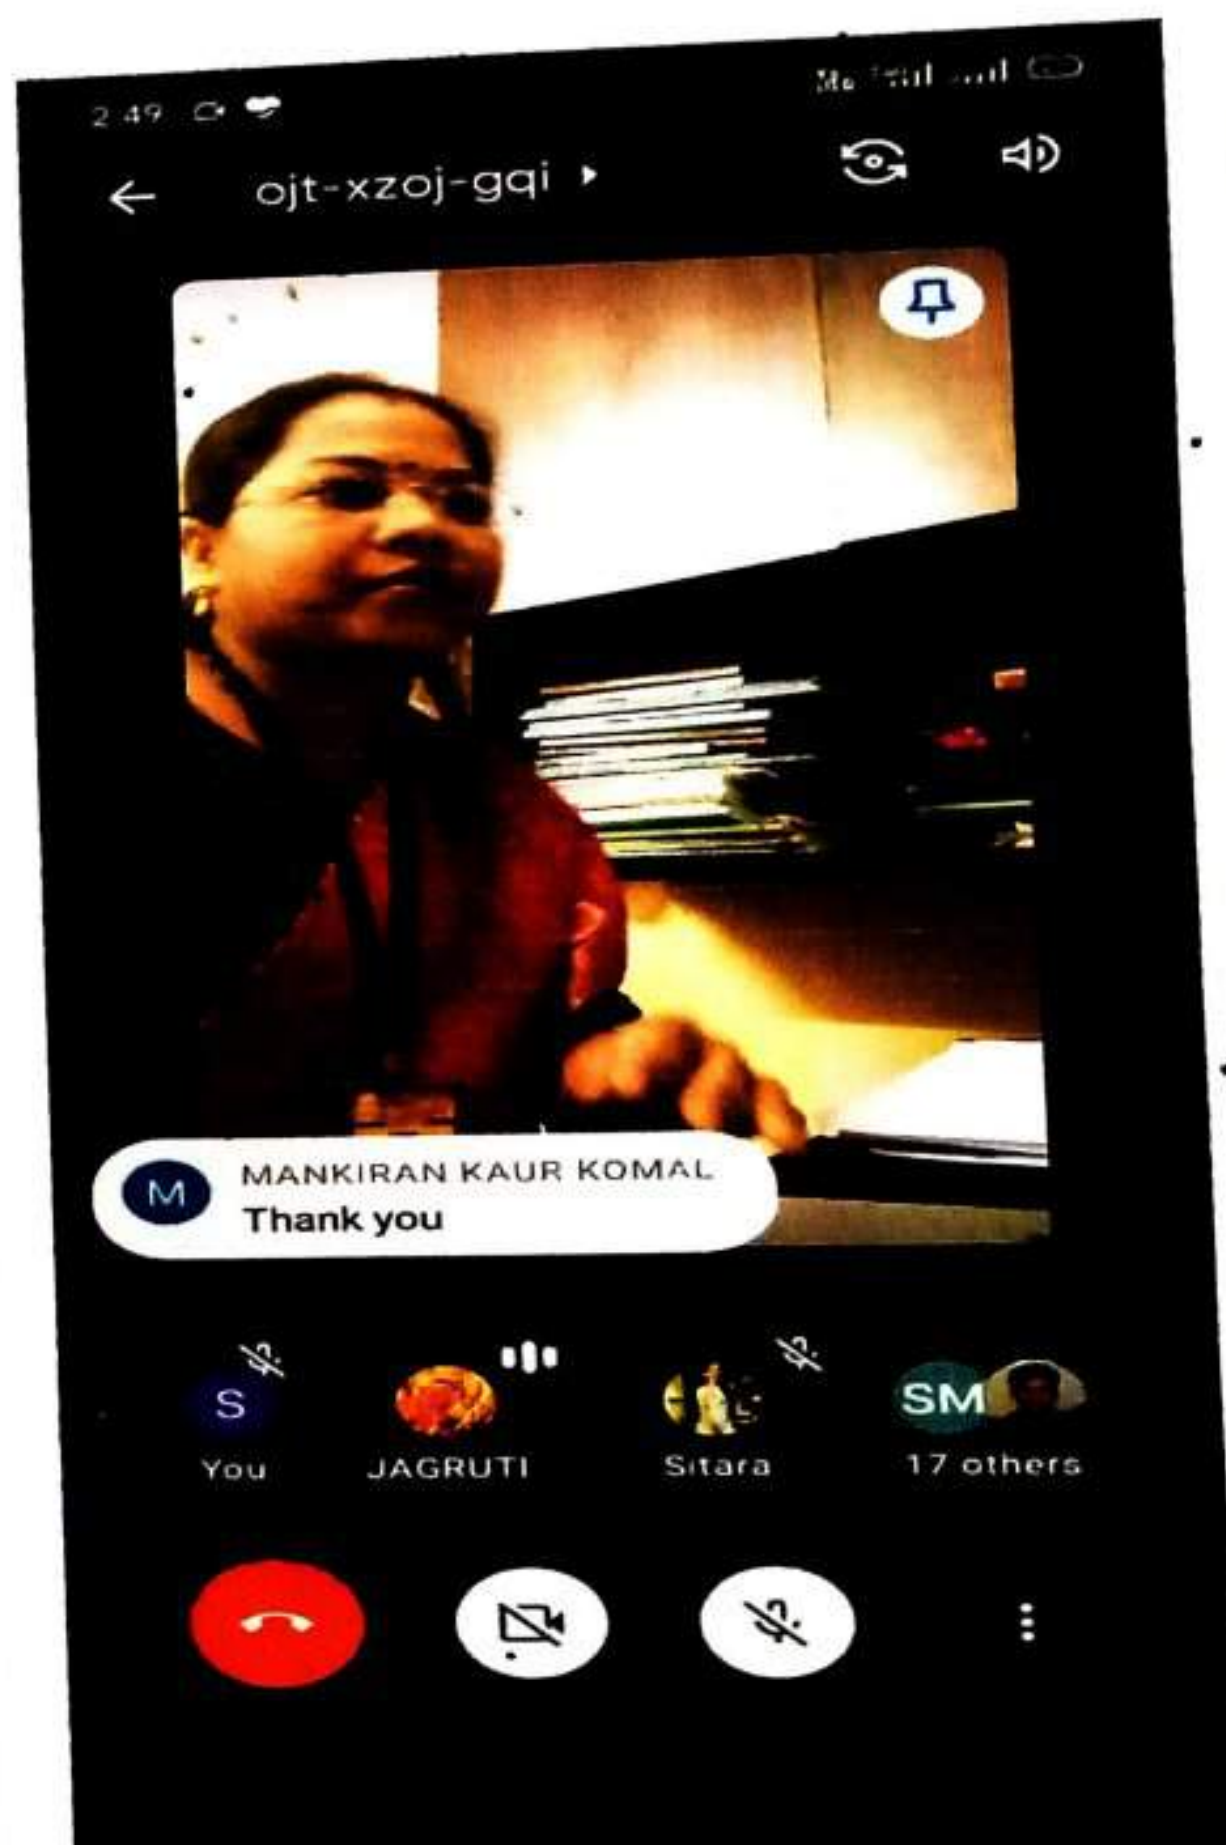 2:49
ojt-xzoj-gqi
MANKIRAN KAUR KOMAL
M
Thank you
S
SM
You
JAGRUTI
Sitara
17 others